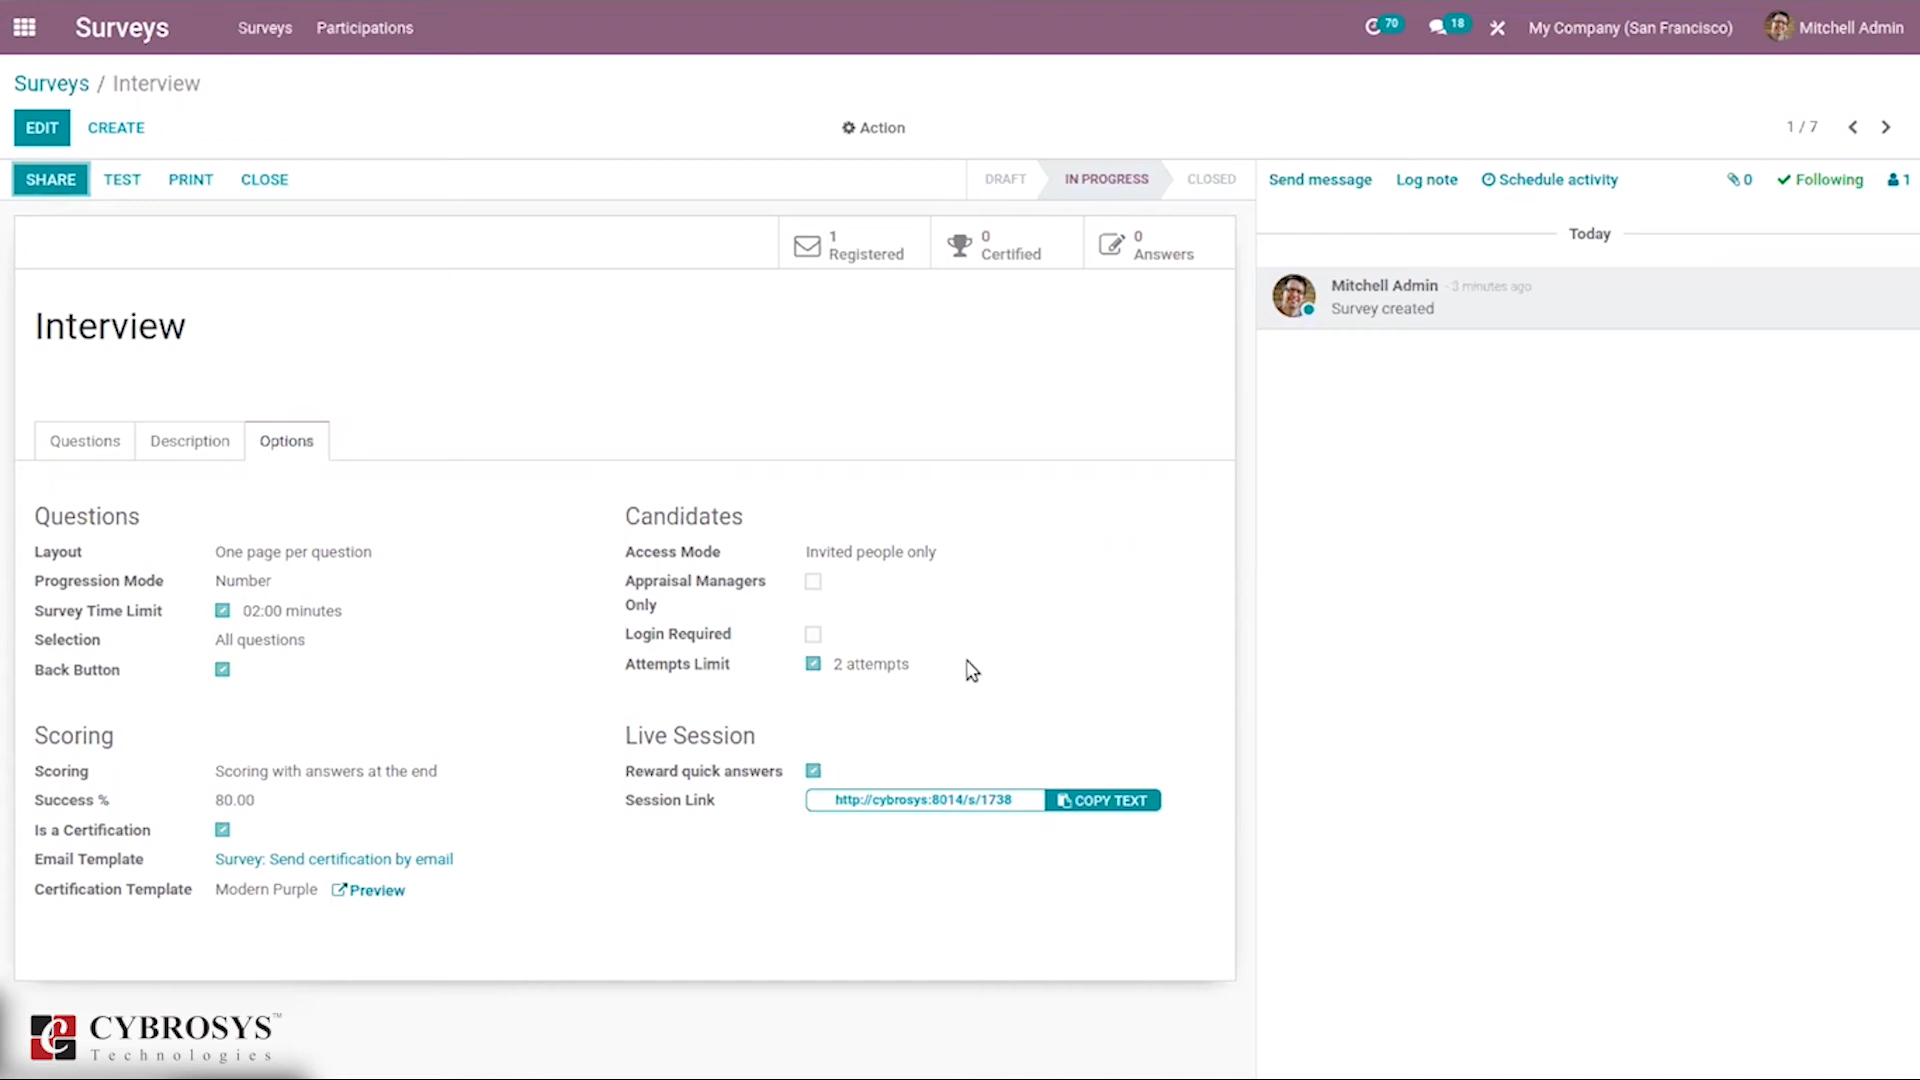 Surveys Surveys Participations 70 18 My Company (San Francisco) Mitchell Admin
Surveys / Interview
EDIT CREATE Action 1 / 7
SHARE TEST PRINT CLOSE DRAFT IN PROGRESS CLOSED Send message Log note Schedule activity 0 Following 1
1 Registered
0 Certified
0 Answers
Today
Mitchell Admin - 3 minutes ago
Survey created
Interview
Questions Description Options
Questions
Layout One page per question
Progression Mode Number
Survey Time Limit 02:00 minutes
Selection All questions
Back Button
Candidates
Access Mode Invited people only
Appraisal Managers
Only
Login Required
Attempts Limit 2 attempts
Scoring
Scoring Scoring with answers at the end
Success % 80.00
Is a Certification
Email Template Survey: Send certification by email
Certification Template Modern Purple Preview
Live Session
Reward quick answers
Session Link http://cybrosys:8014/s/1738 COPY TEXT
CYBROSYS™
Technologies